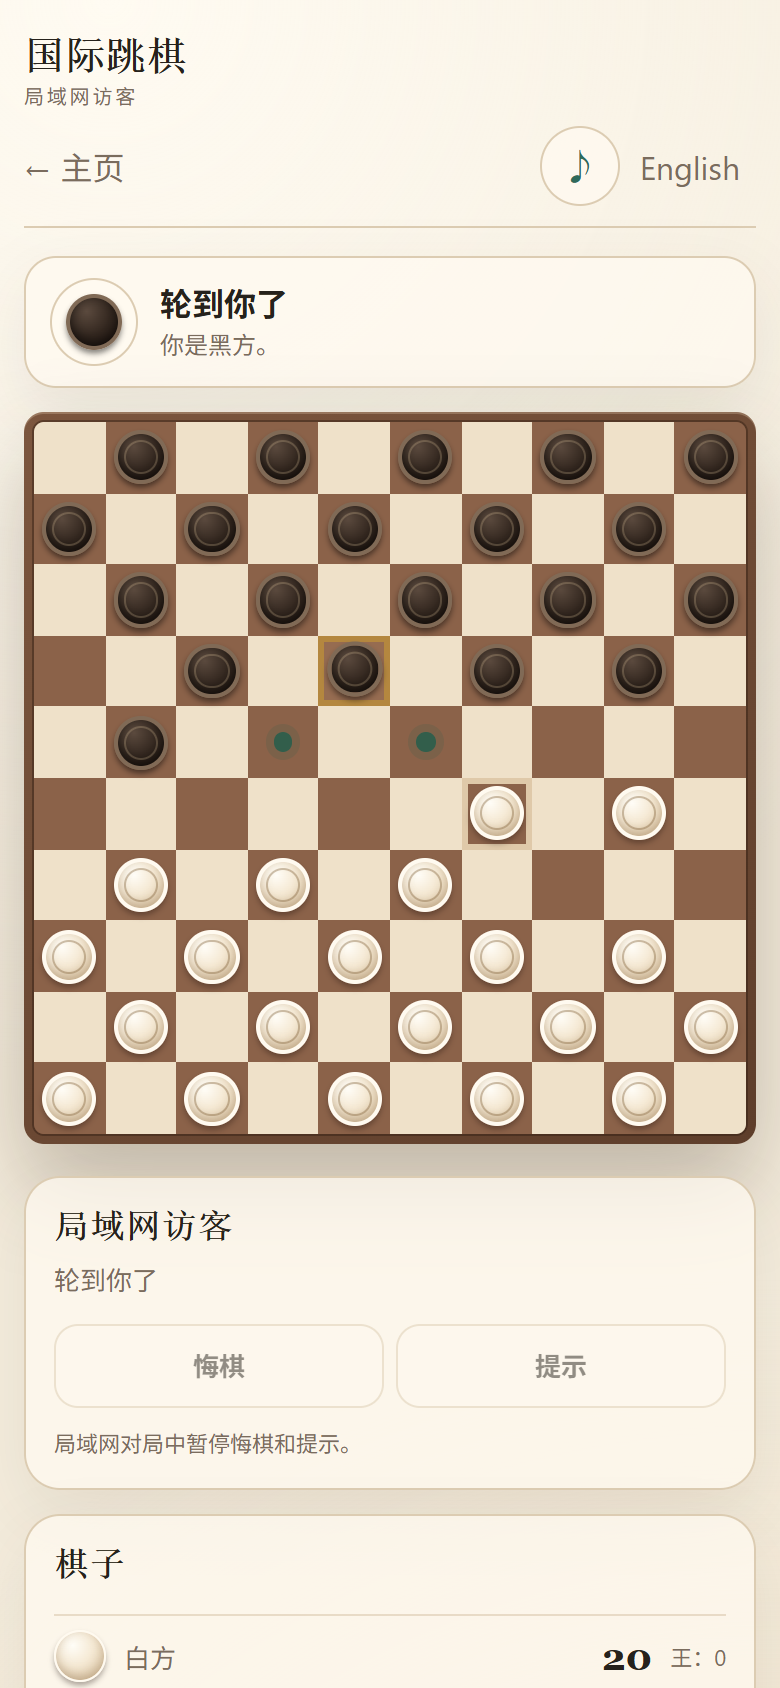 国际跳棋
局域网访客
← 主页
English
轮到你了
你是黑方。
局域网访客
轮到你了
悔棋
提示
局域网对局中暂停悔棋和提示。
棋子
白方
20
王：0